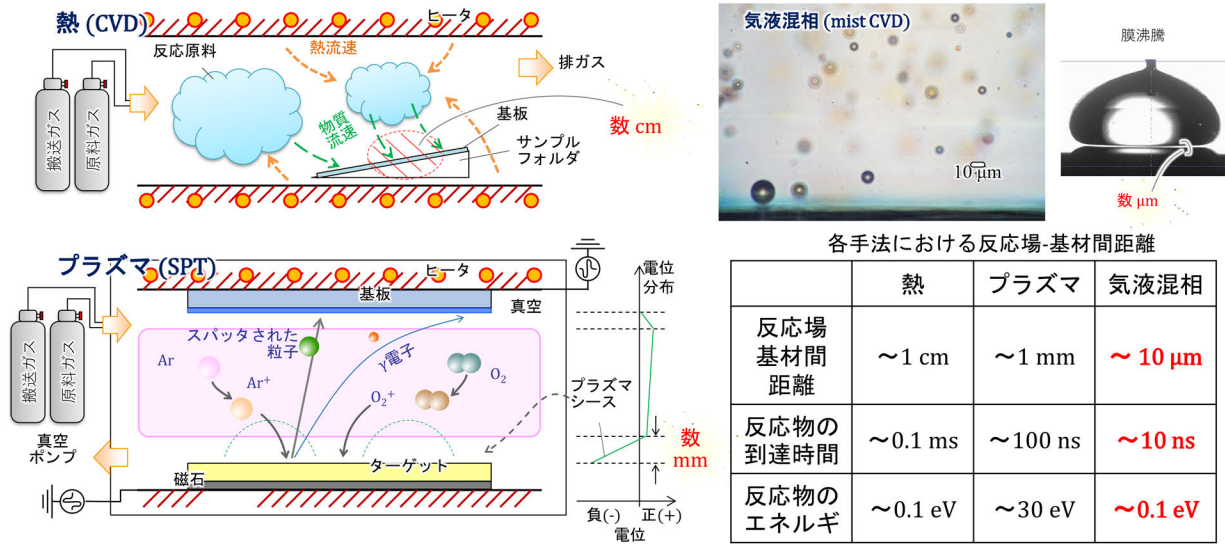 熱 (CVD)
ヒータ
反応原料
熱流速
排ガス
搬送ガス
原料ガス
物質
流速
基板
サンプル
フォルダ
数 cm
気液混相 (mist CVD)
10 μm
膜沸騰
数 μm
プラズマ (SPT)
ヒータ
基板
真空
電位
分布
搬送ガス
原料ガス
スパッタされた
粒子
γ電子
Ar
Ar⁺
O₂
O₂⁺
プラズマ
シース
真空
ポンプ
ターゲット
磁石
数
mm
負(-) 正(+)
電位
各手法における反応場-基材間距離
熱 プラズマ 気液混相
反応場
基材間
距離
～1 cm ～1 mm ～ 10 μm
反応物の
到達時間
～0.1 ms ～100 ns ～10 ns
反応物の
エネルギ
～0.1 eV ～30 eV ～0.1 eV